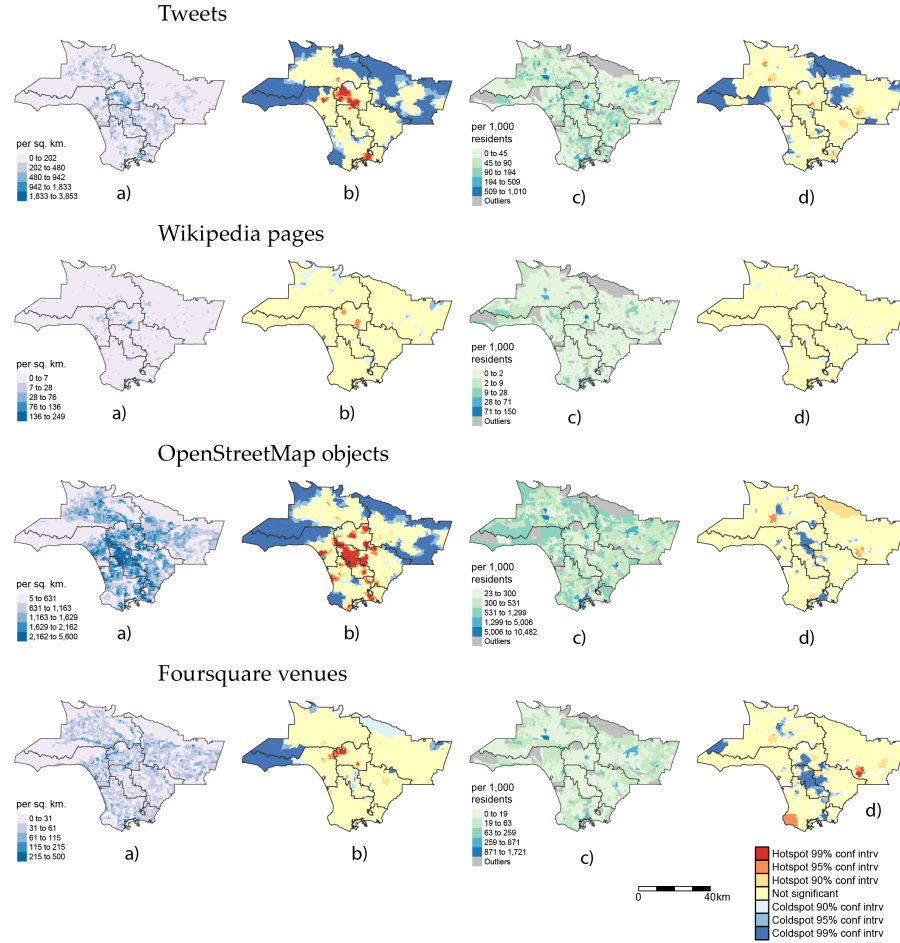 Tweets
per sq. km.
0 to 202
202 to 480
480 to 942
942 to 1,833
1,833 to 3,853
a)
b)
per 1,000
residents
0 to 45
45 to 90
90 to 194
194 to 509
509 to 1,010
Outliers
c)
d)
Wikipedia pages
per sq. km.
0 to 7
7 to 28
28 to 76
76 to 136
136 to 249
a)
b)
per 1,000
residents
0 to 2
2 to 9
9 to 28
28 to 71
71 to 150
Outliers
c)
d)
OpenStreetMap objects
per sq. km.
5 to 631
631 to 1,163
1,163 to 1,629
1,629 to 2,162
2,162 to 5,600
a)
b)
per 1,000
residents
23 to 300
300 to 531
531 to 1,299
1,299 to 5,006
5,006 to 10,482
Outliers
c)
d)
Foursquare venues
per sq. km.
0 to 31
31 to 61
61 to 115
115 to 215
215 to 500
a)
b)
per 1,000
residents
0 to 19
19 to 63
63 to 259
259 to 871
871 to 1,721
Outliers
c)
d)
0 40km
Hotspot 99% conf intrv
Hotspot 95% conf intrv
Hotspot 90% conf intrv
Not significant
Coldspot 90% conf intrv
Coldspot 95% conf intrv
Coldspot 99% conf intrv